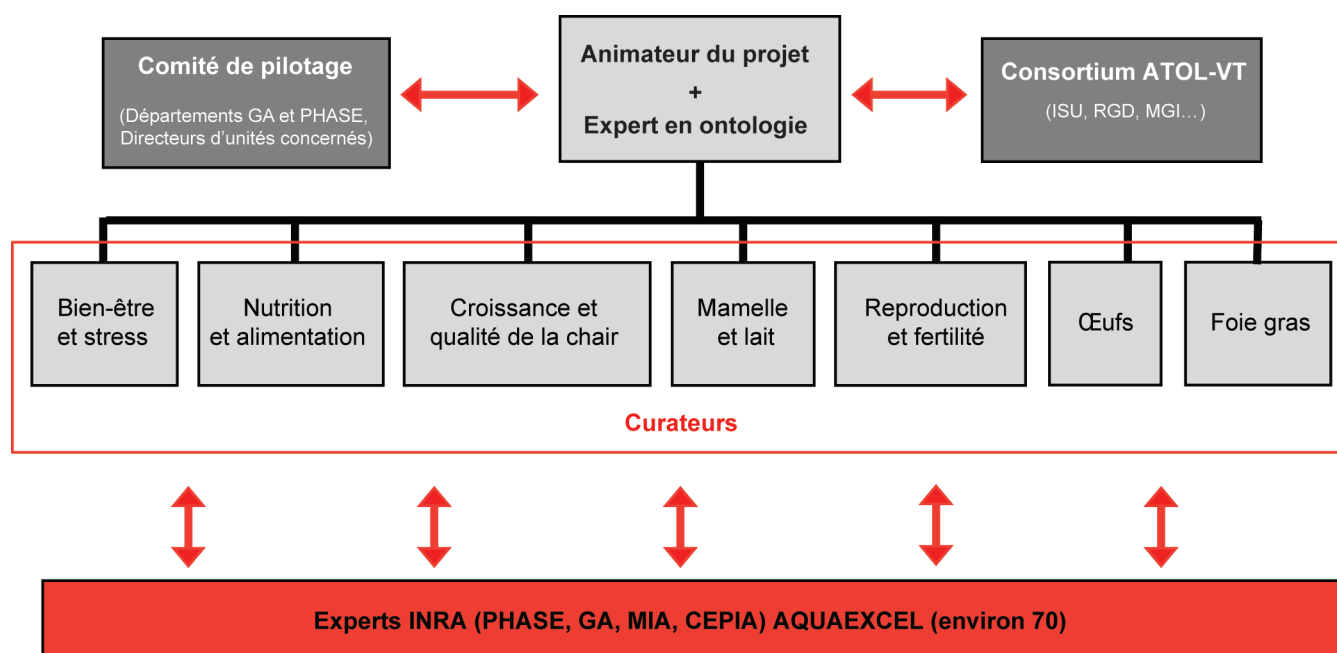 Comité de pilotage
(Départements GA et PHASE,
Directeurs d'unités concernés)
Animateur du projet
+
Expert en ontologie
Consortium ATOL-VT
(ISU, RGD, MGI…)
Bien-être
et stress
Nutrition
et alimentation
Croissance et
qualité de la chair
Mamelle
et lait
Reproduction
et fertilité
Œufs
Foie gras
Curateurs
Experts INRA (PHASE, GA, MIA, CEPIA) AQUAEXCEL (environ 70)